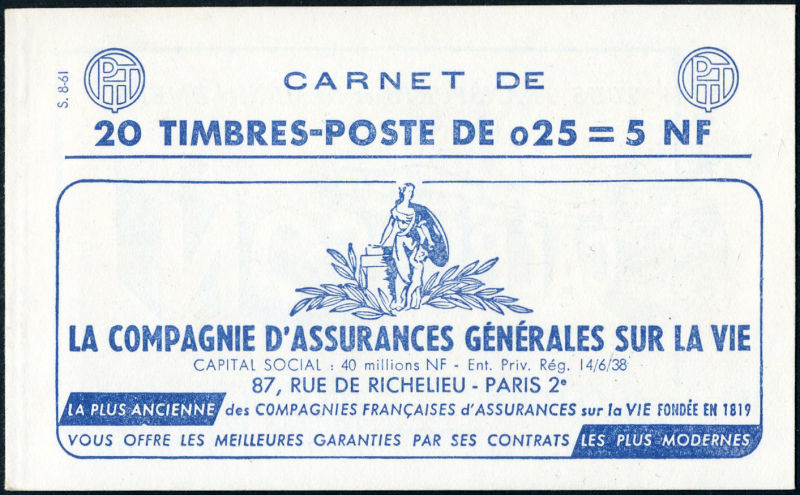 S. 8-61
PTT
CARNET DE
PTT
20 TIMBRES-POSTE DE 025 = 5 NF
LA COMPAGNIE D'ASSURANCES GÉNÉRALES SUR LA VIE
CAPITAL SOCIAL : 40 millions NF - Ent. Priv. Rég. 14/6/38
87, RUE DE RICHELIEU - PARIS 2e
LA PLUS ANCIENNE des COMPAGNIES FRANÇAISES d'ASSURANCES sur la VIE FONDÉE EN 1819
VOUS OFFRE LES MEILLEURES GARANTIES PAR SES CONTRATS LES PLUS MODERNES